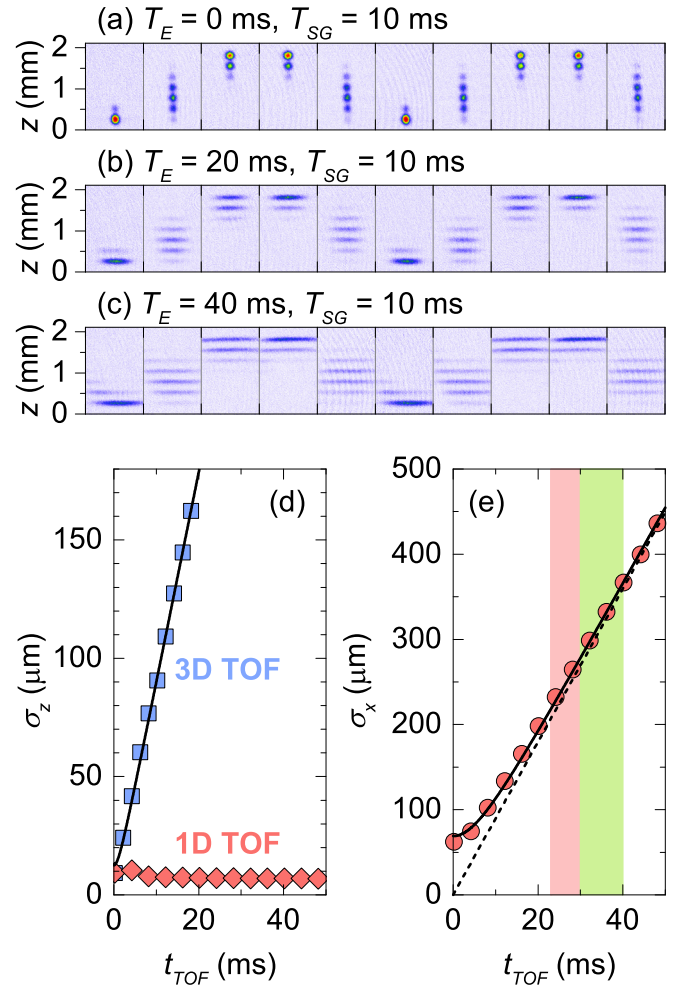 (a) T_E = 0 ms, T_SG = 10 ms
z (mm)
2
1
0
(b) T_E = 20 ms, T_SG = 10 ms
z (mm)
2
1
0
(c) T_E = 40 ms, T_SG = 10 ms
z (mm)
2
1
0
(d)
σ_z (μm)
150
100
50
0
3D TOF
1D TOF
0 20 40
t_TOF (ms)
(e)
σ_x (μm)
500
400
300
200
100
0
0 20 40
t_TOF (ms)